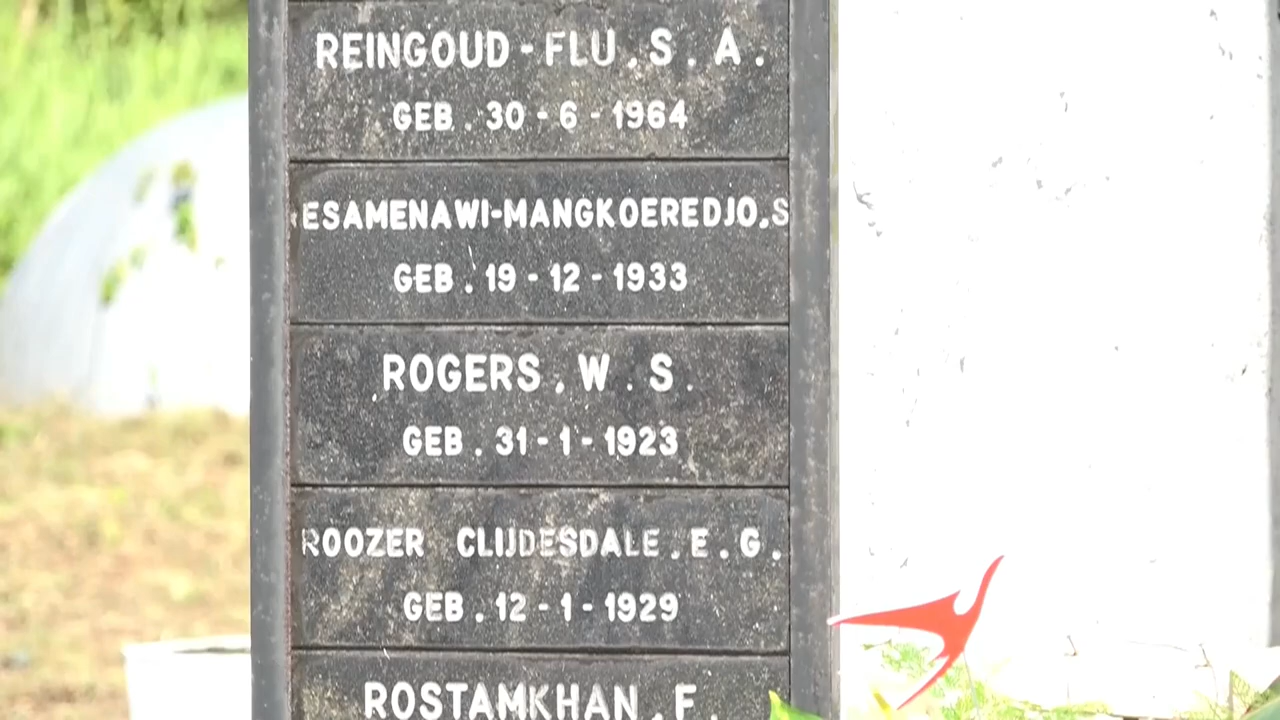 REINGOUD-FLU.S.A.
GEB. 30-6-1964
ESAMENAWI-MANGKOEREDJO.S
GEB. 19-12-1933
ROGERS.W.S.
GEB. 31-1-1923
ROOZER CLIJDESDALE.E.G.
GEB. 12-1-1929
ROSTAMKHAN.F.